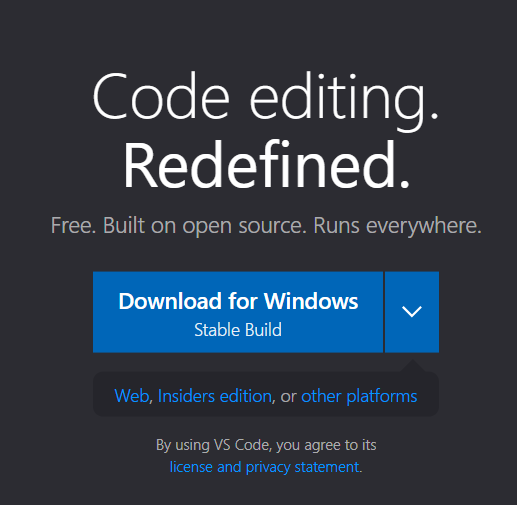 Code editing.
Redefined.
Free. Built on open source. Runs everywhere.
Download for Windows
Stable Build
Web, Insiders edition, or other platforms
By using VS Code, you agree to its
license and privacy statement.